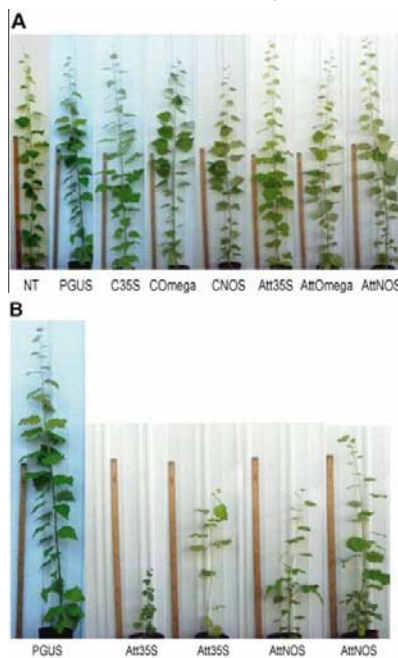 A
NT PGUS C35S COmega CNOS Att35S AttOmega AttNOS
B
PGUS Att35S Att35S AttNOS AttNOS